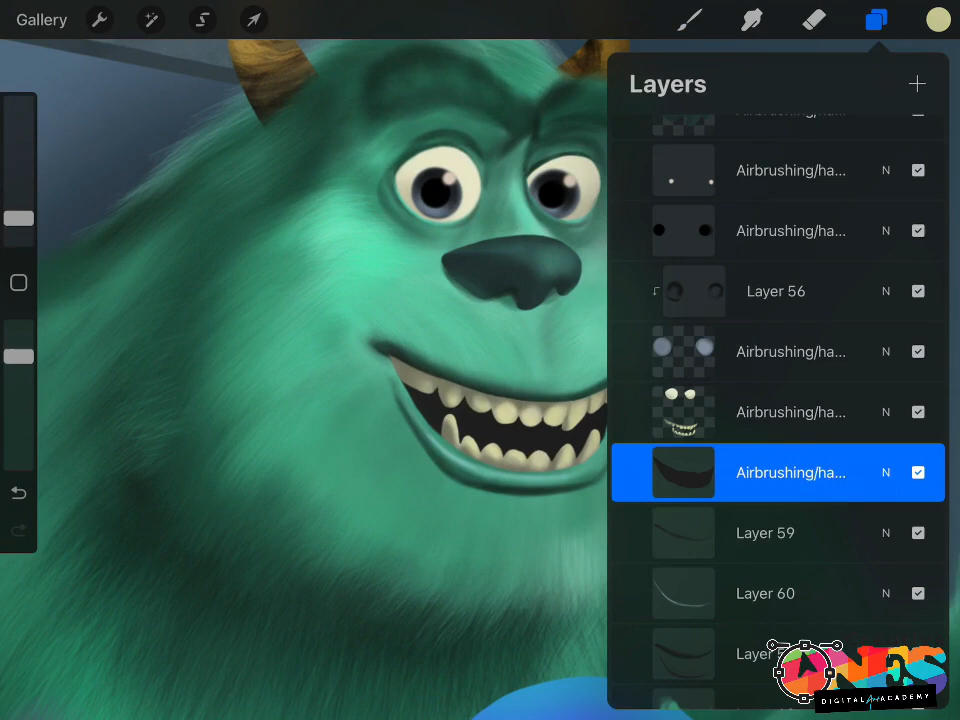 Gallery
Layers
Airbrushing/ha...
N
Airbrushing/ha...
N
Layer 56
N
Airbrushing/ha...
N
Airbrushing/ha...
N
Airbrushing/ha...
N
Layer 59
N
Layer 60
N
Layer
DIGITAL Art ACADEMY